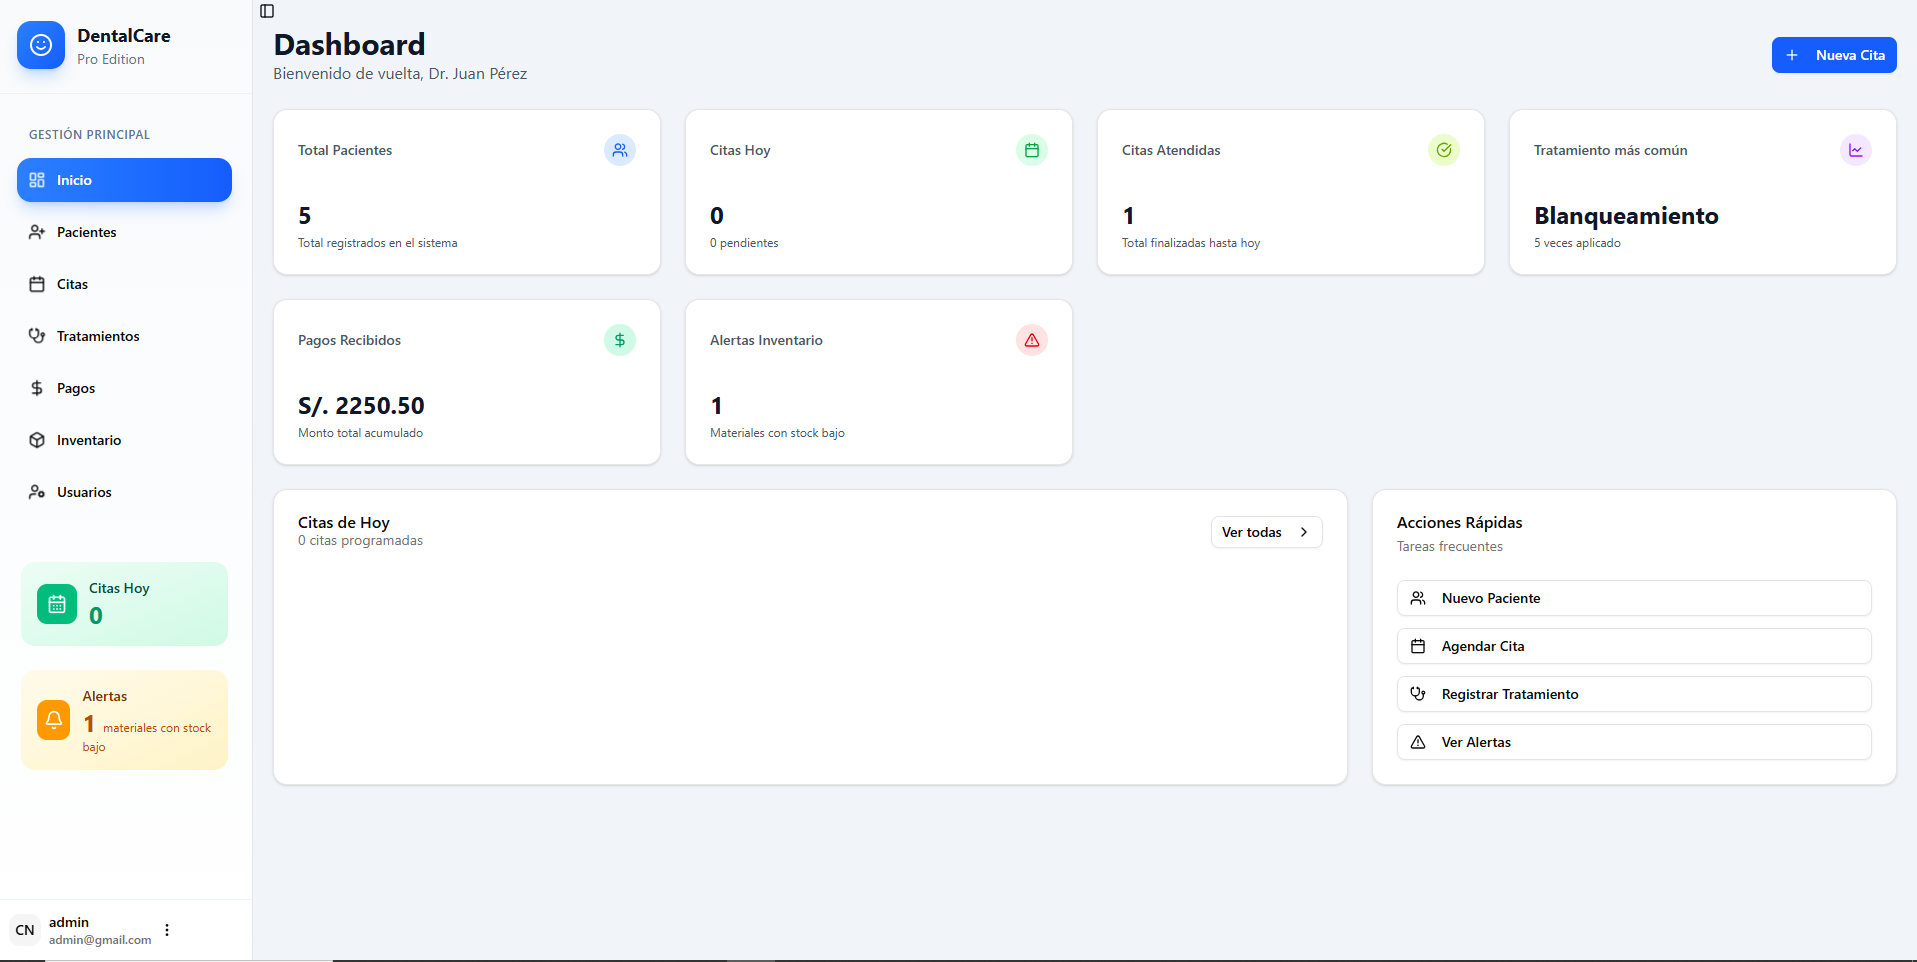 DentalCare
Pro Edition
GESTIÓN PRINCIPAL
Inicio
Pacientes
Citas
Tratamientos
Pagos
Inventario
Usuarios
Citas Hoy
0
Alertas
1 materiales con stock
bajo
CN
admin
admin@gmail.com
Dashboard
Bienvenido de vuelta, Dr. Juan Pérez
Nueva Cita
Total Pacientes
5
Total registrados en el sistema
Citas Hoy
0
0 pendientes
Citas Atendidas
1
Total finalizadas hasta hoy
Tratamiento más común
Blanqueamiento
5 veces aplicado
Pagos Recibidos
S/. 2250.50
Monto total acumulado
Alertas Inventario
1
Materiales con stock bajo
Citas de Hoy
0 citas programadas
Ver todas
Acciones Rápidas
Tareas frecuentes
Nuevo Paciente
Agendar Cita
Registrar Tratamiento
Ver Alertas